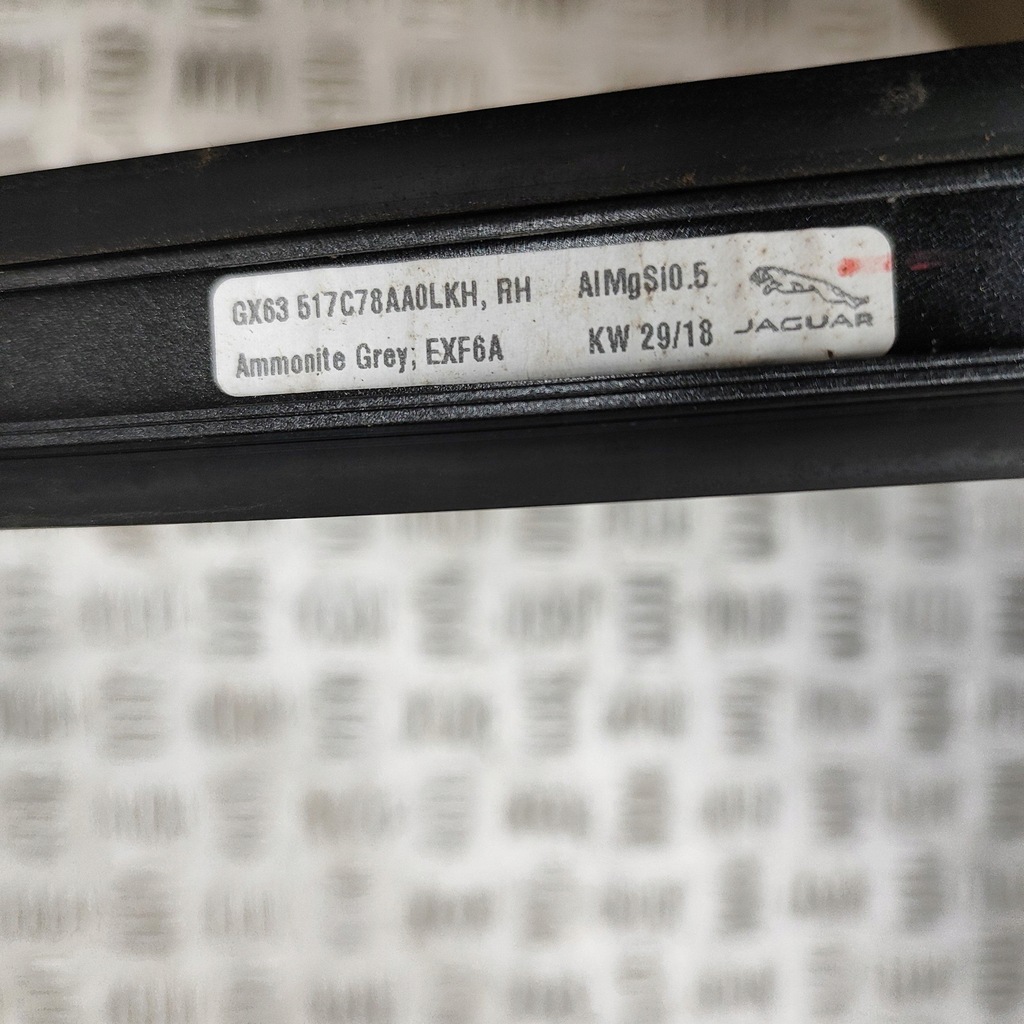 GX63 517C78AA0LKH, RH AlMgSi0.5
Ammonite Grey; EXF6A KW 29/18
JAGUAR